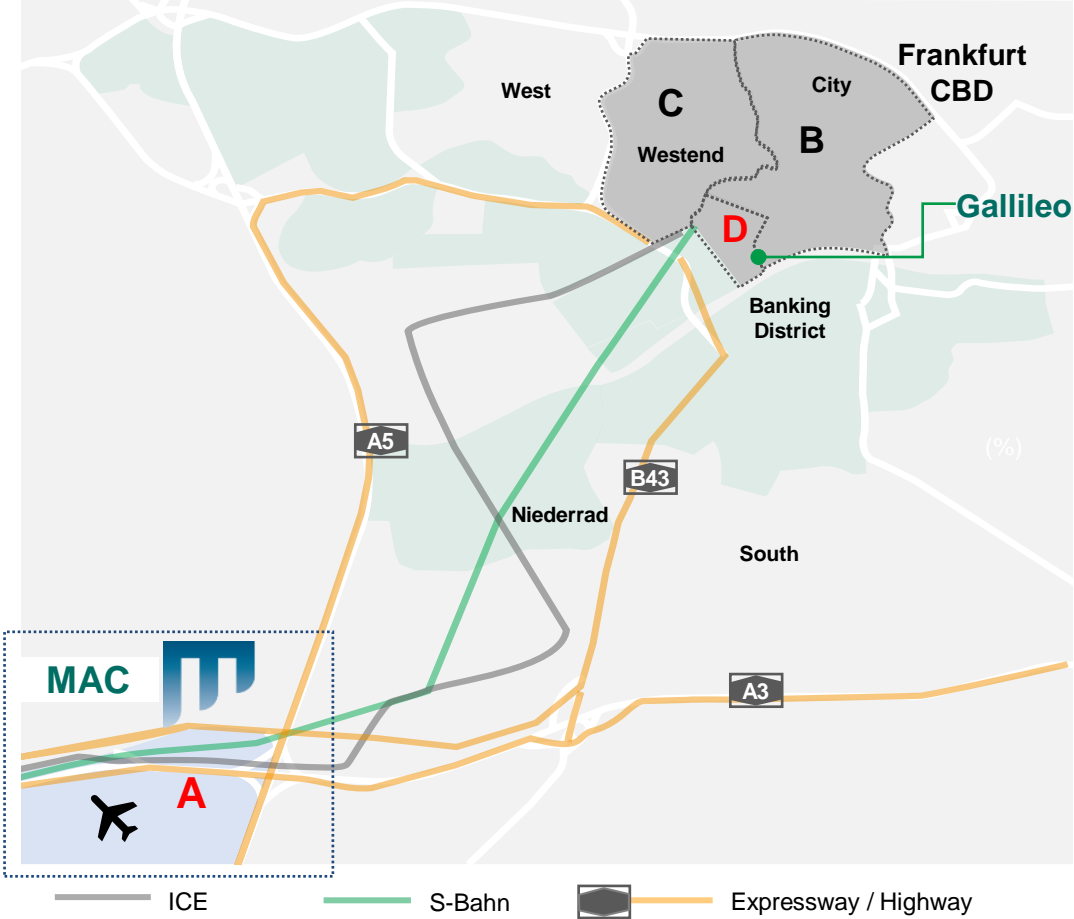 Frankfurt
CBD
City
West
C
B
Westend
Gallileo
D
Banking
District
A5
(%)
B43
Niederrad
South
MAC
A3
A
ICE
S-Bahn
Expressway / Highway